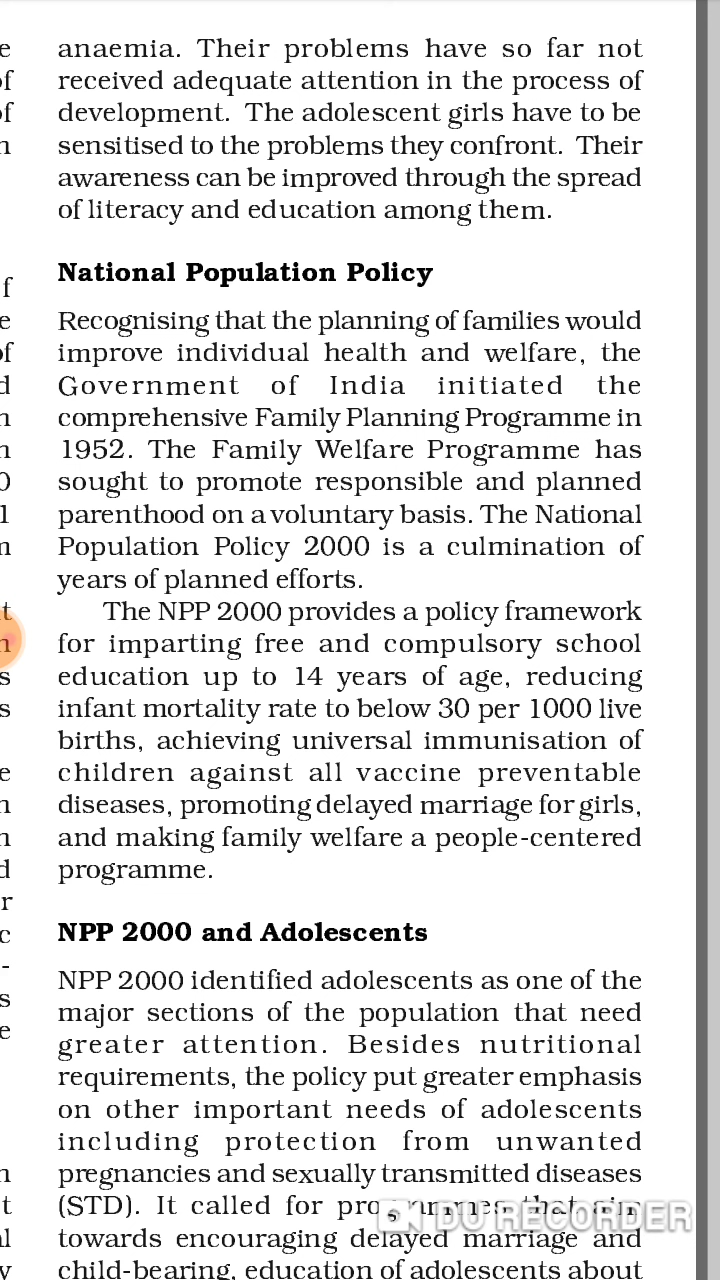 anaemia. Their problems have so far not
received adequate attention in the process of
development. The adolescent girls have to be
sensitised to the problems they confront. Their
awareness can be improved through the spread
of literacy and education among them.
National Population Policy
Recognising that the planning of families would
improve individual health and welfare, the
Government of India initiated the
comprehensive Family Planning Programme in
1952. The Family Welfare Programme has
sought to promote responsible and planned
parenthood on a voluntary basis. The National
Population Policy 2000 is a culmination of
years of planned efforts.
The NPP 2000 provides a policy framework
for imparting free and compulsory school
education up to 14 years of age, reducing
infant mortality rate to below 30 per 1000 live
births, achieving universal immunisation of
children against all vaccine preventable
diseases, promoting delayed marriage for girls,
and making family welfare a people-centered
programme.
NPP 2000 and Adolescents
NPP 2000 identified adolescents as one of the
major sections of the population that need
greater attention. Besides nutritional
requirements, the policy put greater emphasis
on other important needs of adolescents
including protection from unwanted
pregnancies and sexually transmitted diseases
(STD). It called for programmes that aim
DU RECORDER
towards encouraging delayed marriage and
child-bearing, education of adolescents about